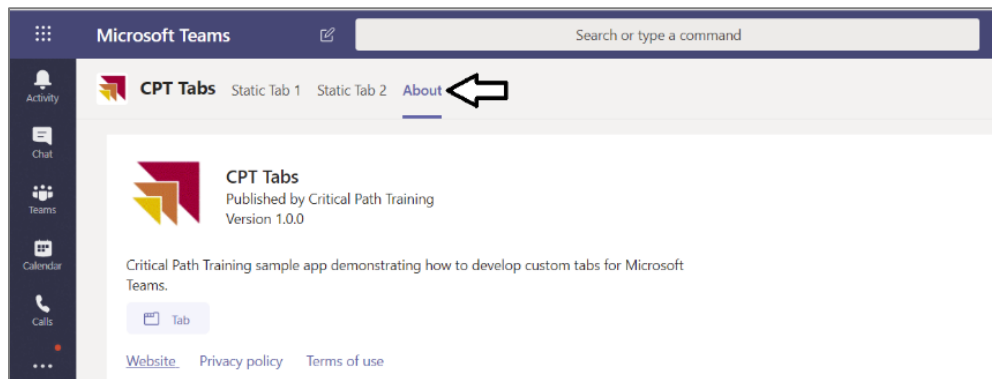 Microsoft Teams
Search or type a command
Activity
CPT Tabs Static Tab 1 Static Tab 2 About
Chat
Teams
Calendar
Calls
CPT Tabs
Published by Critical Path Training
Version 1.0.0
Critical Path Training sample app demonstrating how to develop custom tabs for Microsoft
Teams.
Tab
Website Privacy policy Terms of use